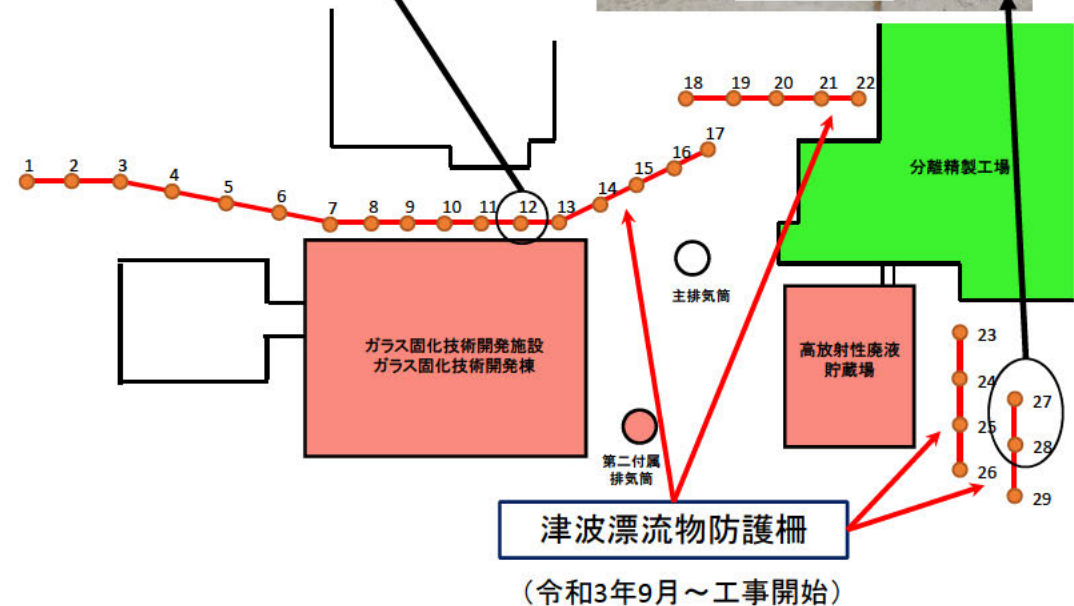 18 19 20 21 22
17
16
15
14
1 2 3 4 5 6 7 8 9 10 11 12 13
分離精製工場
主排気筒
ガラス固化技術開発施設
ガラス固化技術開発棟
高放射性廃液
貯蔵場
23
24
25
26
27
28
29
第二付属
排気筒
津波漂流物防護柵
（令和3年9月～工事開始）